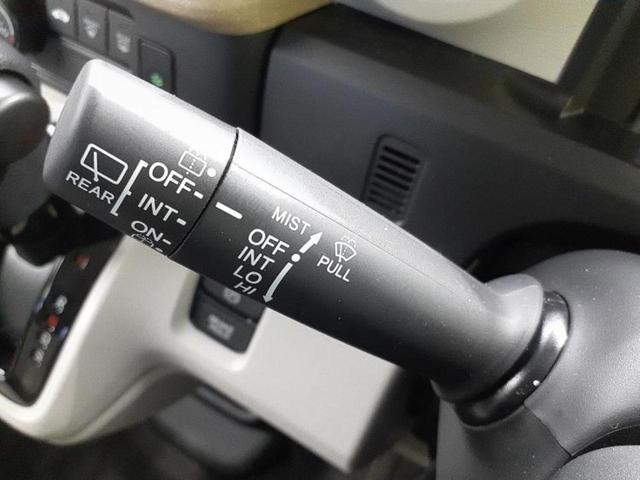 REAR
OFF
INT
ON
MIST
OFF
INT
LO
HI
PULL